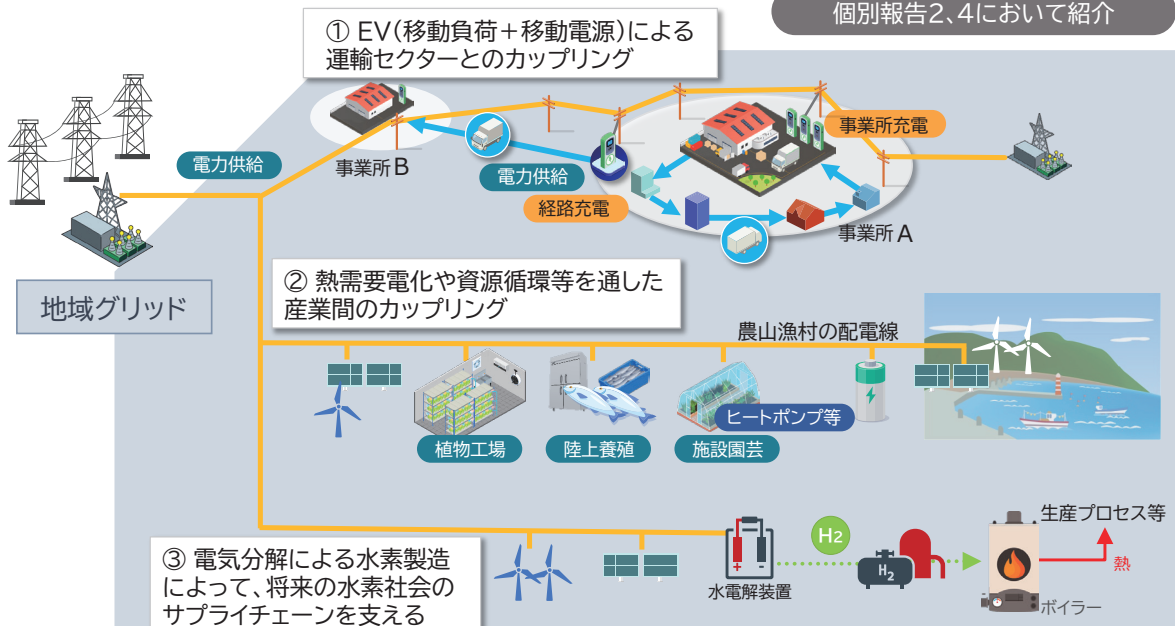 個別報告2、4において紹介
① EV(移動負荷+移動電源)による
運輸セクターとのカップリング
電力供給
事業所B
電力供給
経路充電
事業所充電
事業所A
地域グリッド
② 熱需要電化や資源循環等を通した
産業間のカップリング
農山漁村の配電線
植物工場
陸上養殖
施設園芸
ヒートポンプ等
③ 電気分解による水素製造
によって、将来の水素社会の
サプライチェーンを支える
水電解装置
H2
H2
生産プロセス等
熱
ボイラー